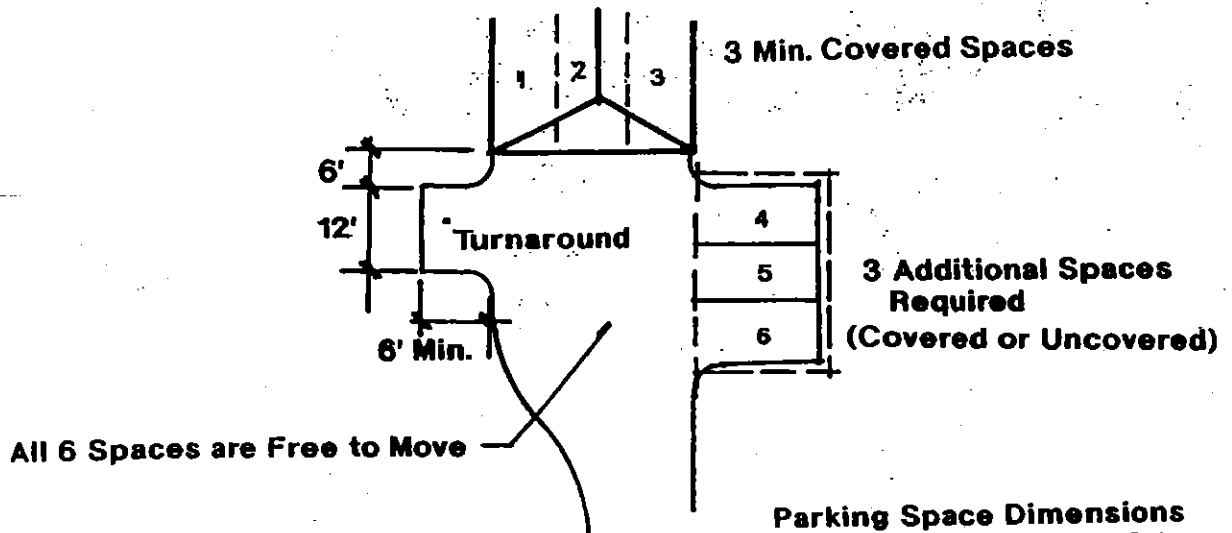 3 Min. Covered Spaces
1 2 3
6'
12'
Turnaround
4
5
6
3 Additional Spaces
Required
(Covered or Uncovered)
6' Min.
All 6 Spaces are Free to Move
Parking Space Dimensions